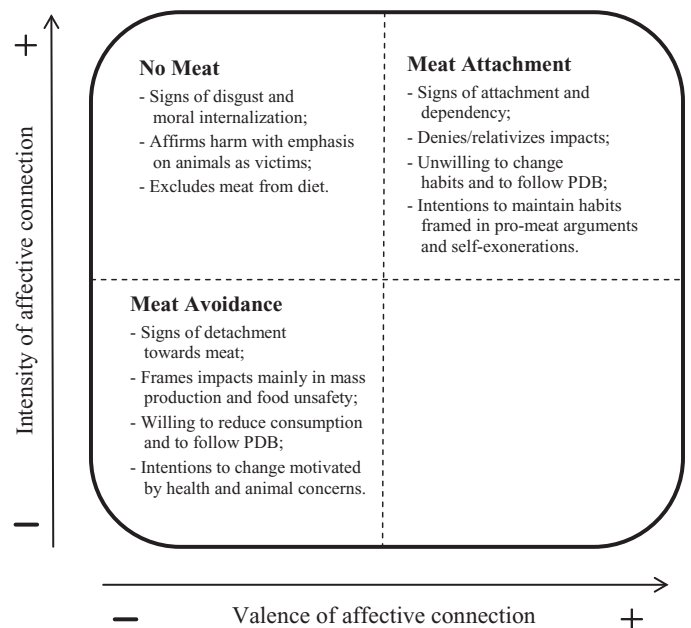 +
Intensity of affective connection
−
No Meat
- Signs of disgust and
moral internalization;
- Affirms harm with emphasis
on animals as victims;
- Excludes meat from diet.
Meat Attachment
- Signs of attachment and
dependency;
- Denies/relativizes impacts;
- Unwilling to change
habits and to follow PDB;
- Intentions to maintain habits
framed in pro-meat arguments
and self-exonerations.
Meat Avoidance
- Signs of detachment
towards meat;
- Frames impacts mainly in mass
production and food unsafety;
- Willing to reduce consumption
and to follow PDB;
- Intentions to change motivated
by health and animal concerns.
− Valence of affective connection +